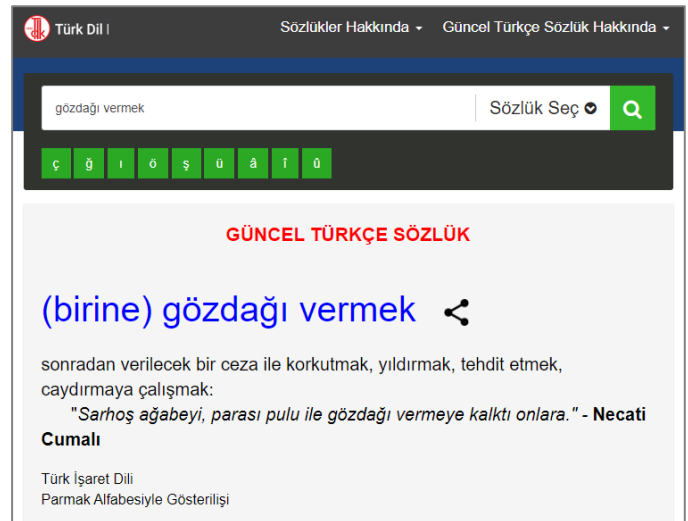 Türk Dil Sözlükler Hakkında Güncel Türkçe Sözlük Hakkında
gözdağı vermek Sözlük Seç
ç ğ ı ö ş ü â î û
GÜNCEL TÜRKÇE SÖZLÜK
(birine) gözdağı vermek
sonradan verilecek bir ceza ile korkutmak, yıldırmak, tehdit etmek,
caydırmaya çalışmak:
"Sarhoş ağabeyi, parası pulu ile gözdağı vermeye kalktı onlara." - Necati
Cumalı
Türk İşaret Dili
Parmak Alfabesiyle Gösterilişi